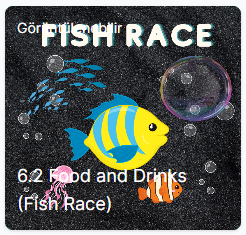 Görüntülenebilir
FISH RACE
6.2 Food and Drinks
(Fish Race)